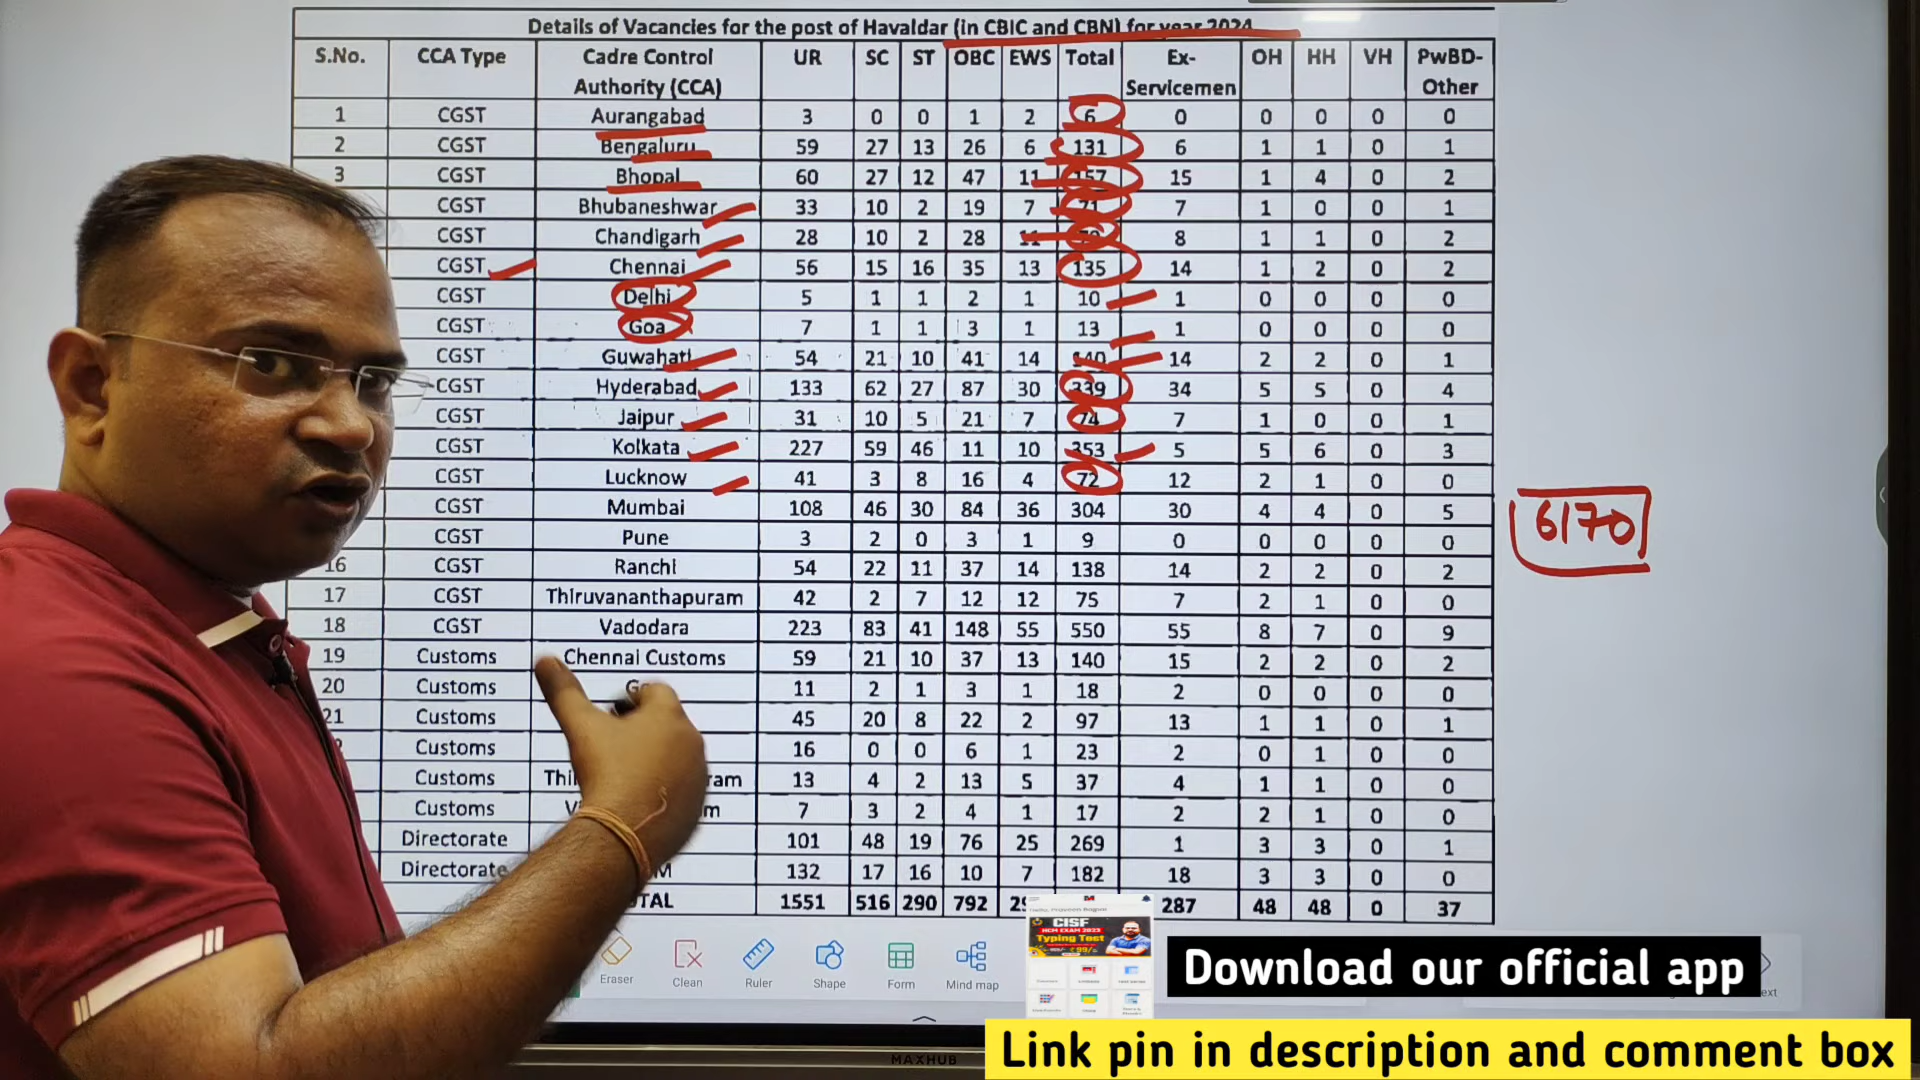 Details of Vacancies for the post of Havaldar (in CBIC and CBN) for year 2024
S.No. CCA Type Cadre Control Authority (CCA) UR SC ST OBC EWS Total Ex-Servicemen OH HH VH PwBD-Other
1 CGST Aurangabad 3 0 0 1 2 6 0 0 0 0 0
2 CGST Bengaluru 59 27 13 26 6 131 6 1 1 0 1
3 CGST Bhopal 60 27 12 47 11 157 15 1 4 0 2
CGST Bhubaneshwar 33 10 2 19 7 71 7 1 0 0 1
CGST Chandigarh 28 10 2 28 11 8 1 1 0 2
CGST Chennai 56 15 16 35 13 135 14 1 2 0 2
CGST Delhi 5 1 1 2 1 10 1 0 0 0 0
CGST Goa 7 1 1 3 1 13 1 0 0 0 0
CGST Guwahati 54 21 10 41 14 140 14 2 2 0 1
CGST Hyderabad 133 62 27 87 30 339 34 5 5 0 4
CGST Jaipur 31 10 5 21 7 74 7 1 0 0 1
CGST Kolkata 227 59 46 11 10 353 5 5 6 0 3
CGST Lucknow 41 3 8 16 4 72 12 2 1 0 0
CGST Mumbai 108 46 30 84 36 304 30 4 4 0 5
CGST Pune 3 2 0 3 1 9 0 0 0 0 0
16 CGST Ranchi 54 22 11 37 14 138 14 2 2 0 2
17 CGST Thiruvananthapuram 42 2 7 12 12 75 7 2 1 0 0
18 CGST Vadodara 223 83 41 148 55 550 55 8 7 0 9
19 Customs Chennai Customs 59 21 10 37 13 140 15 2 2 0 2
20 Customs 11 2 1 3 1 18 2 0 0 0 0
21 Customs 45 20 8 22 2 97 13 1 1 0 1
Customs 16 0 0 6 1 23 2 0 1 0 0
Customs 13 4 2 13 5 37 4 1 1 0 0
Customs 7 3 2 4 1 17 2 2 1 0 0
Directorate 101 48 19 76 25 269 1 3 3 0 1
Directorate 132 17 16 10 7 182 18 3 3 0 0
TOTAL 1551 516 290 792 287 48 48 0 37
6170
Eraser Clean Ruler Shape Form Mind map
CISF
HCM EXAM 2023
Typing Test
Download our official app
MAXHUB
Link pin in description and comment box